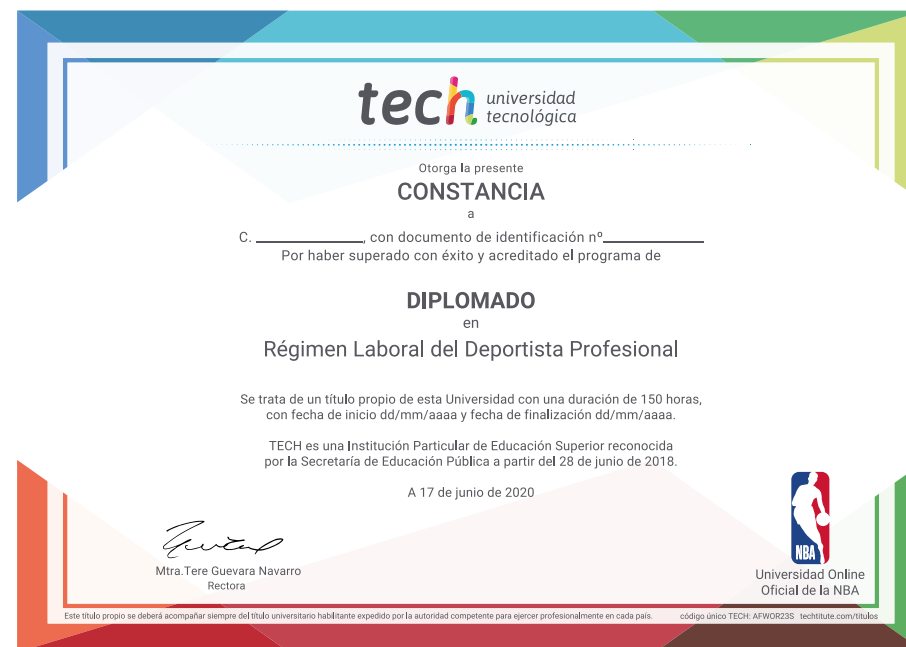 tech universidad
tecnológica
Otorga la presente
CONSTANCIA
a
C. ______________, con documento de identificación nº_____________
Por haber superado con éxito y acreditado el programa de
DIPLOMADO
en
Régimen Laboral del Deportista Profesional
Se trata de un título propio de esta Universidad con una duración de 150 horas,
con fecha de inicio dd/mm/aaaa y fecha de finalización dd/mm/aaaa.
TECH es una Institución Particular de Educación Superior reconocida
por la Secretaría de Educación Pública a partir del 28 de junio de 2018.
A 17 de junio de 2020
Mtra.Tere Guevara Navarro
Rectora
NBA
Universidad Online
Oficial de la NBA
Este título propio se deberá acompañar siempre del título universitario habilitante expedido por la autoridad competente para ejercer profesionalmente en cada país.
código único TECH: AFWOR23S techtitute.com/titulos